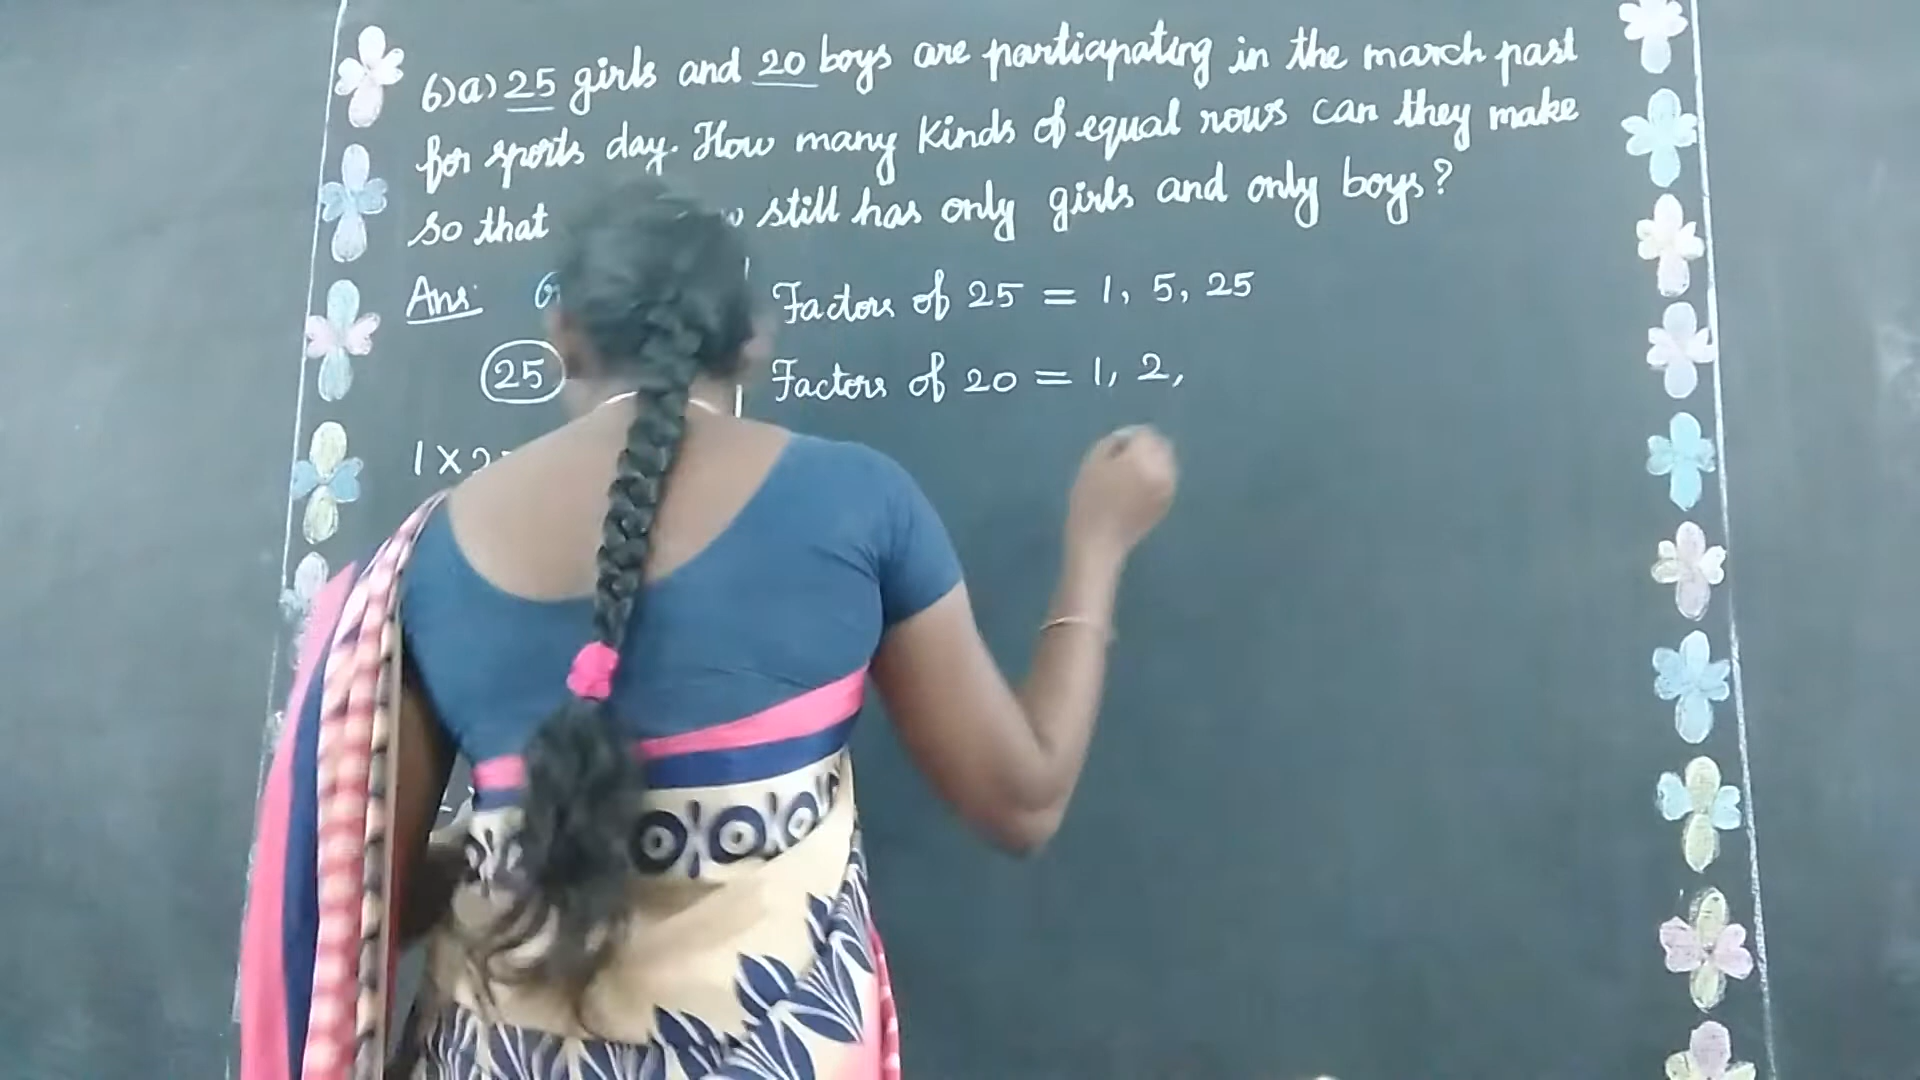 6)a) 25 girls and 20 boys are partiapating in the march past
for sports day. How many kinds of equal rows can they make
so that still has only girls and only boys?
Ans: Factors of 25 = 1, 5, 25
25 Factors of 20 = 1, 2,
1 x